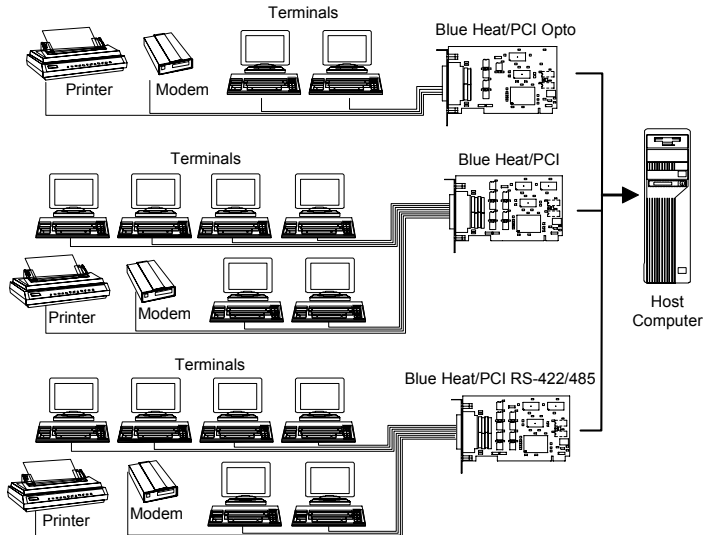 Terminals
Blue Heat/PCI Opto
Printer
Modem
Terminals
Blue Heat/PCI
Printer
Modem
Host
Computer
Terminals
Blue Heat/PCI RS-422/485
Printer
Modem